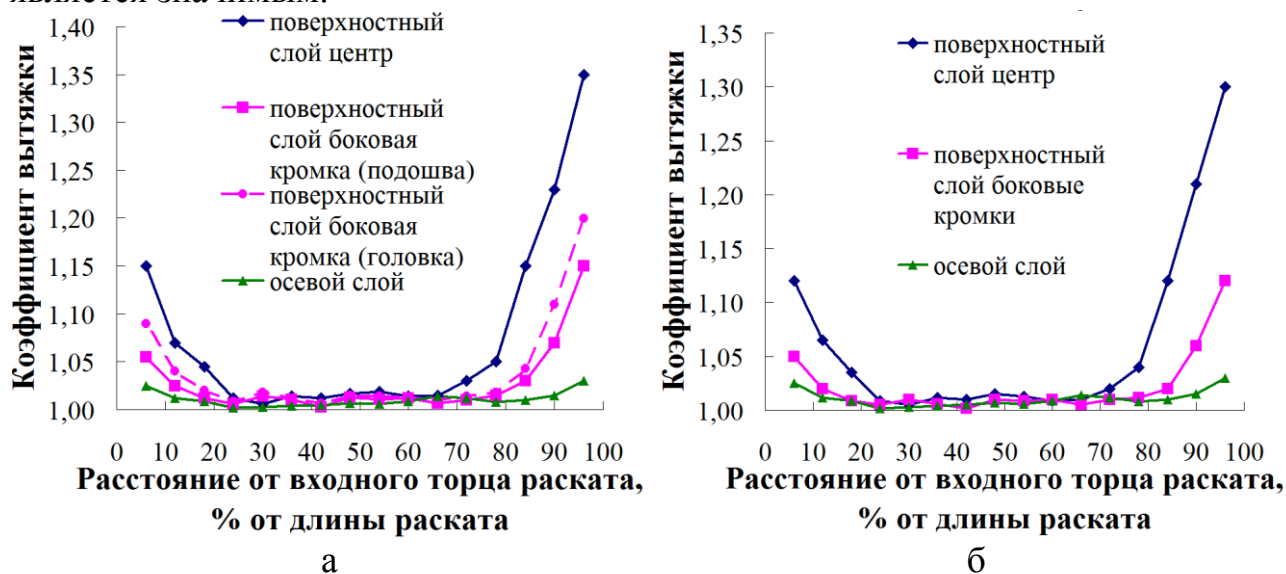 является значимым.
1,40
1,35
1,30
1,25
1,20
1,15
1,10
1,05
1,00
Коэффициент вытяжки
поверхностный
слой центр
поверхностный
слой боковая
кромка (подошва)
поверхностный
слой боковая
кромка (головка)
осевой слой
0 10 20 30 40 50 60 70 80 90 100
Расстояние от входного торца раската,
% от длины раската
а
1,35
1,30
1,25
1,20
1,15
1,10
1,05
1,00
Коэффициент вытяжки
поверхностный
слой центр
поверхностный
слой боковые
кромки
осевой слой
0 10 20 30 40 50 60 70 80 90 100
Расстояние от входного торца раската,
% от длины раската
б